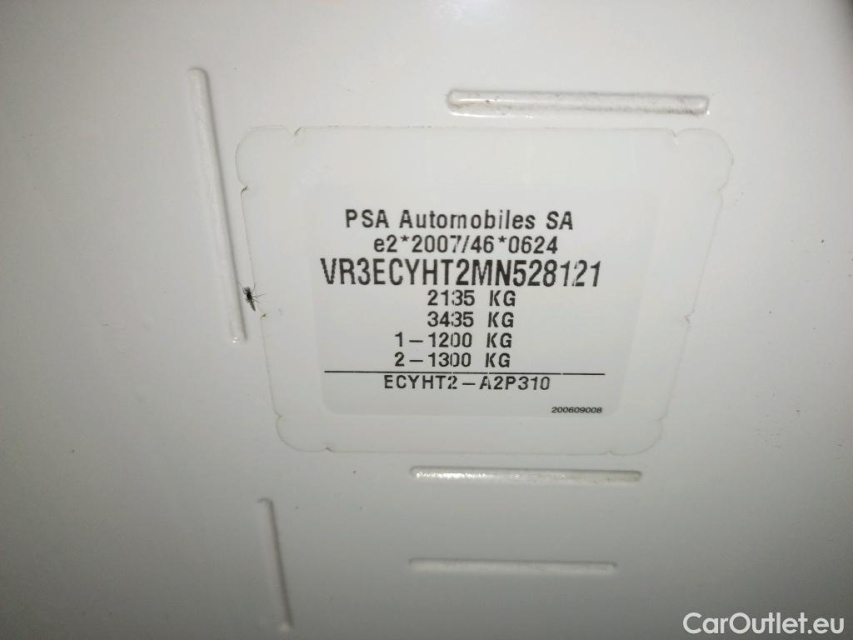 PSA Automobiles SA
e2*2007/46*0624
VR3ECYHT2MN528121
2135 KG
3435 KG
1-1200 KG
2-1300 KG
ECYHT2-A2P310
200609008
CarOutlet.eu